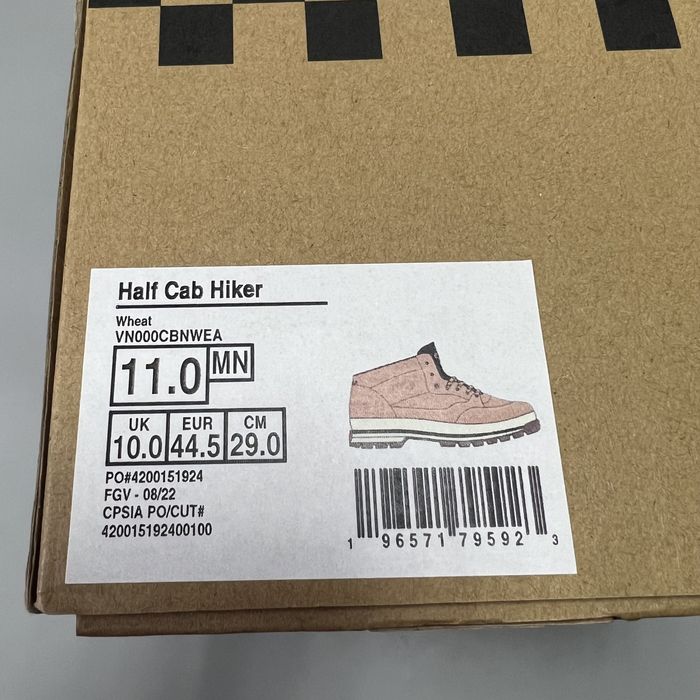 Half Cab Hiker
Wheat
VN000CBNWEA
11.0 MN
UK EUR CM
10.0 44.5 29.0
PO#4200151924
FGV - 08/22
CPSIA PO/CUT#
420015192400100
1 96571 79592 3